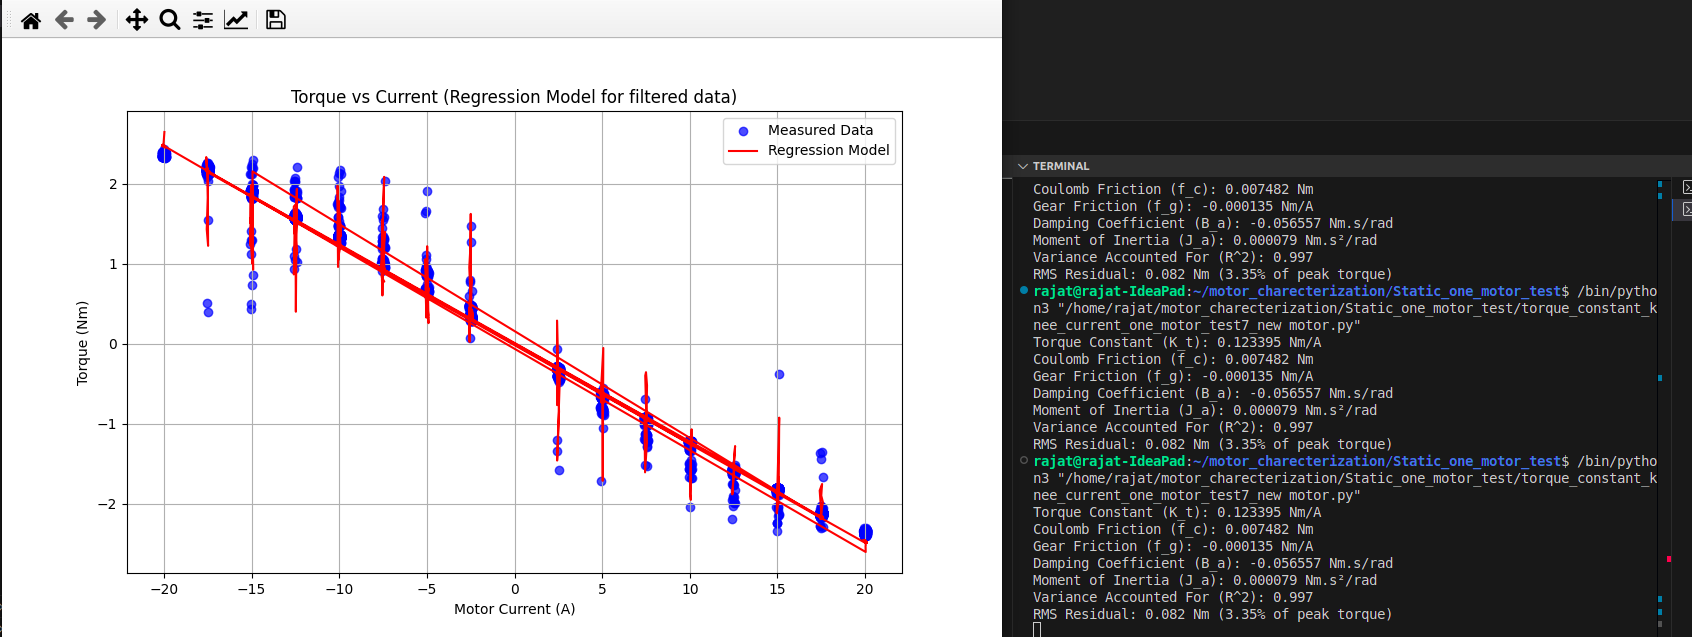 Torque vs Current (Regression Model for filtered data)
Measured Data
Regression Model
2
1
0
−1
−2
Torque (Nm)
−20
−15
−10
−5
0
5
10
15
20
Motor Current (A)
TERMINAL
Coulomb Friction (f_c): 0.007482 Nm
Gear Friction (f_g): -0.000135 Nm/A
Damping Coefficient (B_a): -0.056557 Nm.s/rad
Moment of Inertia (J_a): 0.000079 Nm.s²/rad
Variance Accounted For (R^2): 0.997
RMS Residual: 0.082 Nm (3.35% of peak torque)
rajat@rajat-IdeaPad:~/motor_charecterization/Static_one_motor_test$ /bin/pytho
n3 "/home/rajat/motor_charecterization/Static_one_motor_test/torque_constant_k
nee_current_one_motor_test7_new motor.py"
Torque Constant (K_t): 0.123395 Nm/A
Coulomb Friction (f_c): 0.007482 Nm
Gear Friction (f_g): -0.000135 Nm/A
Damping Coefficient (B_a): -0.056557 Nm.s/rad
Moment of Inertia (J_a): 0.000079 Nm.s²/rad
Variance Accounted For (R^2): 0.997
RMS Residual: 0.082 Nm (3.35% of peak torque)
rajat@rajat-IdeaPad:~/motor_charecterization/Static_one_motor_test$ /bin/pytho
n3 "/home/rajat/motor_charecterization/Static_one_motor_test/torque_constant_k
nee_current_one_motor_test7_new motor.py"
Torque Constant (K_t): 0.123395 Nm/A
Coulomb Friction (f_c): 0.007482 Nm
Gear Friction (f_g): -0.000135 Nm/A
Damping Coefficient (B_a): -0.056557 Nm.s/rad
Moment of Inertia (J_a): 0.000079 Nm.s²/rad
Variance Accounted For (R^2): 0.997
RMS Residual: 0.082 Nm (3.35% of peak torque)